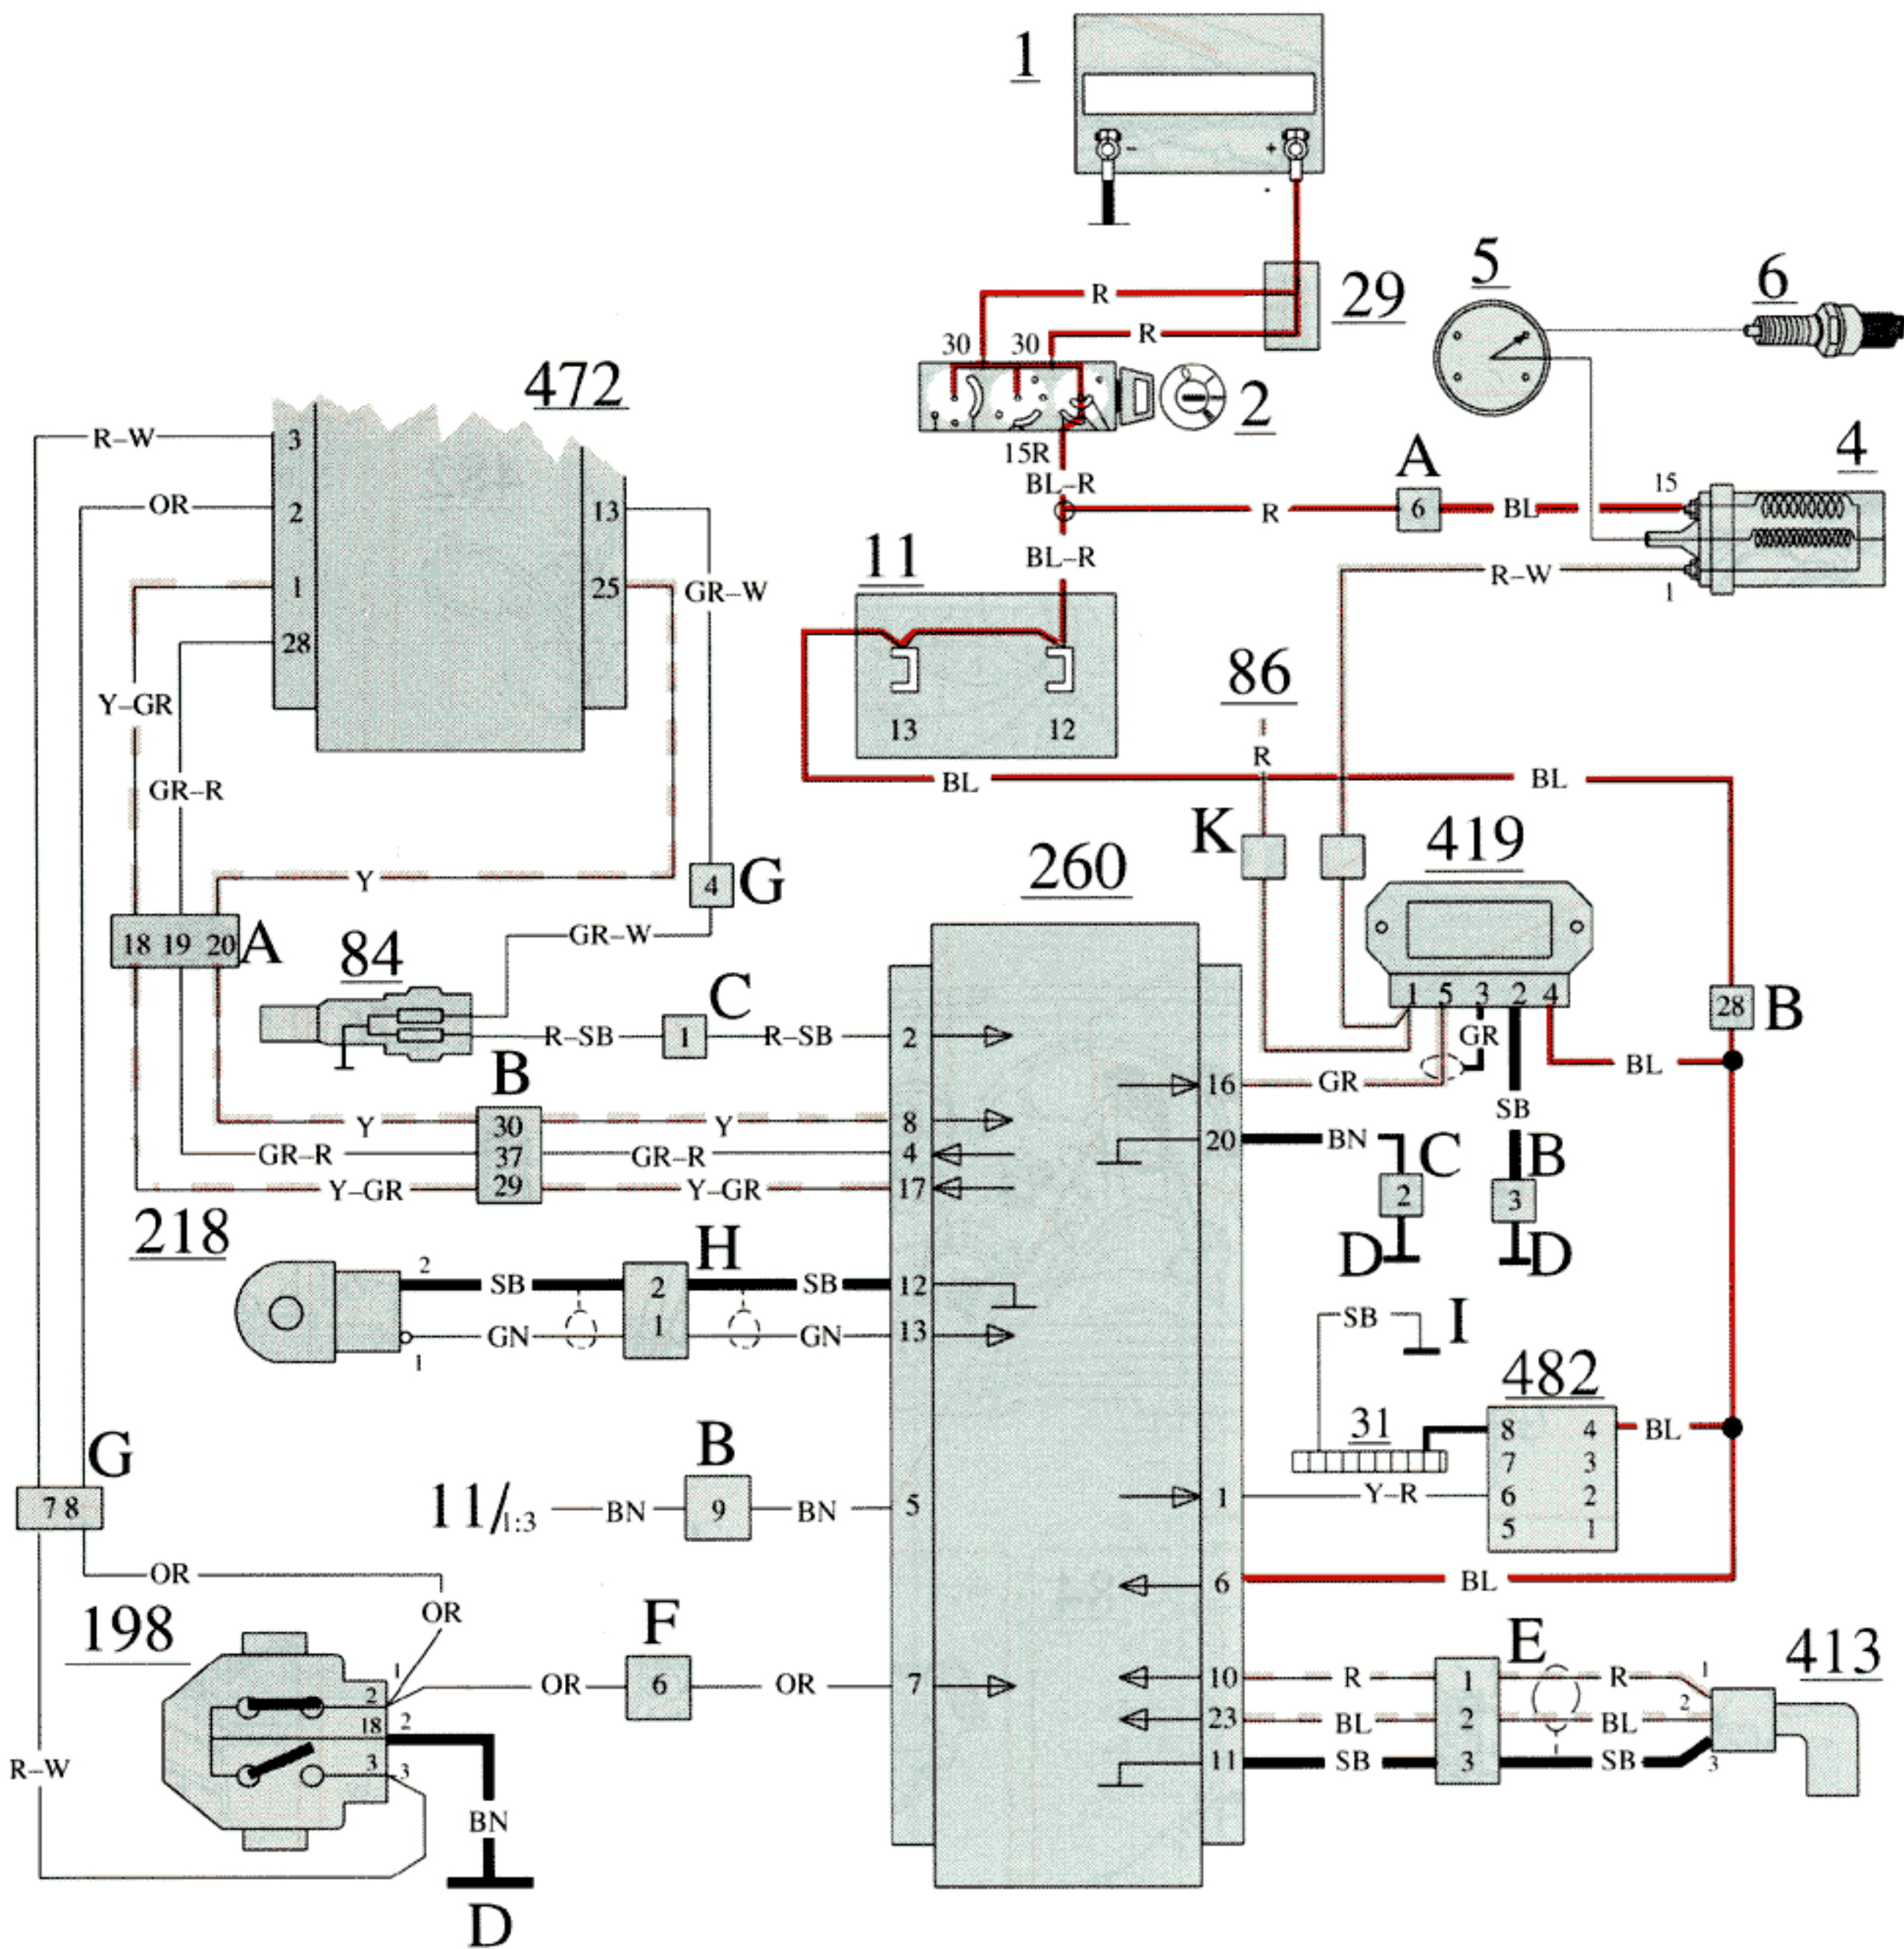 1
- +
29
5
6
R
R
30 30
2
472
15R
BL–R
A
15
4
R–W
3
R
6
BL
OR
2
13
11
BL–R
R–W
1
1
25
GR–W
28
86
Y–GR
13 12
R
BL
BL
GR–R
K
419
260
Y
4
G
18 19 20
A
84
GR–W
1 5 3 2 4
28
B
C
R–SB
1
R–SB
2
GR
B
16
GR
BL
30
Y
Y
8
SB
20
BN
C
B
GR–R
37
GR–R
4
Y–GR
29
Y–GR
17
2
3
218
H
D
D
2
SB
2
SB
12
1
GN
1
GN
13
SB
I
482
31
8 4
BL
G
B
7 3
7 8
11/1:3
BN
9
BN
5
1
Y–R
6 2
5 1
OR
6
BL
OR
198
F
E
413
1
2
OR
6
OR
7
10
R
1
R
1
18
2
23
BL
2
BL
2
3
3
11
SB
3
SB
3
R–W
BN
D